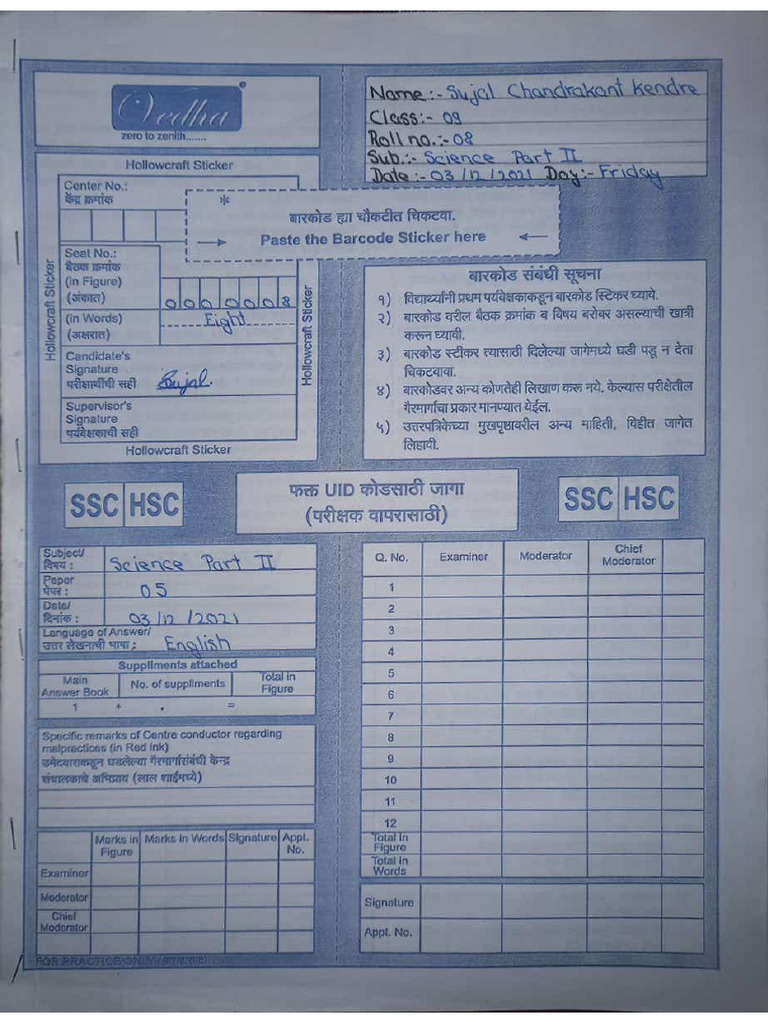 Vedha
zero to zenith......
Name:- Sujal Chandrakant Kendre
Class:- 09
Roll no.:- 08
Sub.:- Science Part II
Date:- 03/12/2021 Day:- Friday
Hollowcraft Sticker
Center No.:
केंद्र क्रमांक
*
बारकोड ह्या चौकटीत चिकटवा.
Paste the Barcode Sticker here
Seat No.:
बैठक क्रमांक
(in Figure)
(अंकात)
0 0 0 0 0 0 8
(in Words)
(अक्षरात)
Eight
Candidate's
Signature
परीक्षार्थीची सही
Sujal.
Supervisor's
Signature
पर्यवेक्षकाची सही
Hollowcraft Sticker
Hollowcraft Sticker
Hollowcraft Sticker
बारकोड संबंधी सूचना
१) विद्यार्थ्यांनी प्रथम पर्यवेक्षकाकडून बारकोड स्टिकर घ्यावे.
२) बारकोड वरील बैठक क्रमांक व विषय बरोबर असल्याची खात्री
करून घ्यावी.
३) बारकोड स्टीकर त्यासाठी दिलेल्या जागेमध्ये घडी पडू न देता
चिकटवावा.
४) बारकोडवर अन्य कोणतेही लिखाण करू नये. केल्यास परीक्षेतील
गैरमार्गाचा प्रकार मानण्यात येईल.
५) उत्तरपत्रिकेच्या मुखपृष्ठावरील अन्य माहिती, विहीत जागेत
लिहावी.
SSC HSC
फक्त UID कोडसाठी जागा
(परीक्षक वापरासाठी)
SSC HSC
Subject/
विषय :
Science Part II
Paper
पेपर :
05
Date/
दिनांक :
03/12/2021
Language of Answer/
उत्तर लेखनाची भाषा :
English
Suppliments attached
Main
Answer Book
No. of suppliments
Total in
Figure
1 + . =
Specific remarks of Centre conductor regarding
malpractices (in Red ink)
उमेदवाराकडून घडलेल्या गैरमार्गासंबंधी केन्द्र
संचालकाचे अभिप्राय (लाल शाईमध्ये)
Marks in
Figure
Marks in Words
Signature
Appl.
No.
Examiner
Moderator
Chief
Moderator
Q. No. Examiner Moderator Chief
Moderator
1
2
3
4
5
6
7
8
9
10
11
12
Total in
Figure
Total in
Words
Signature
Appt. No.
FOR PRACTICE ONLY